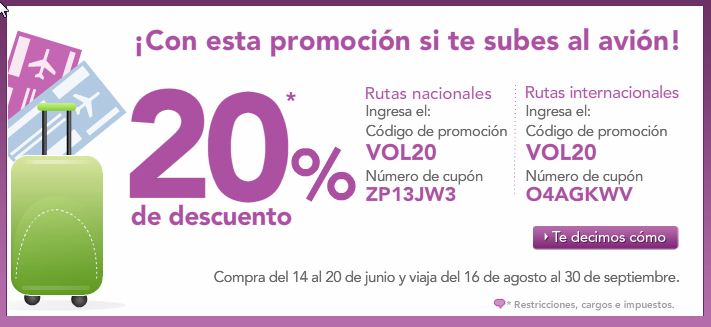 ¡Con esta promoción si te subes al avión!
20%*
de descuento
Rutas nacionales
Ingresa el:
Código de promoción
VOL20
Número de cupón
ZP13JW3
Rutas internacionales
Ingresa el:
Código de promoción
VOL20
Número de cupón
O4AGKWV
Te decimos cómo
Compra del 14 al 20 de junio y viaja del 16 de agosto al 30 de septiembre.
* Restricciones, cargos e impuestos.